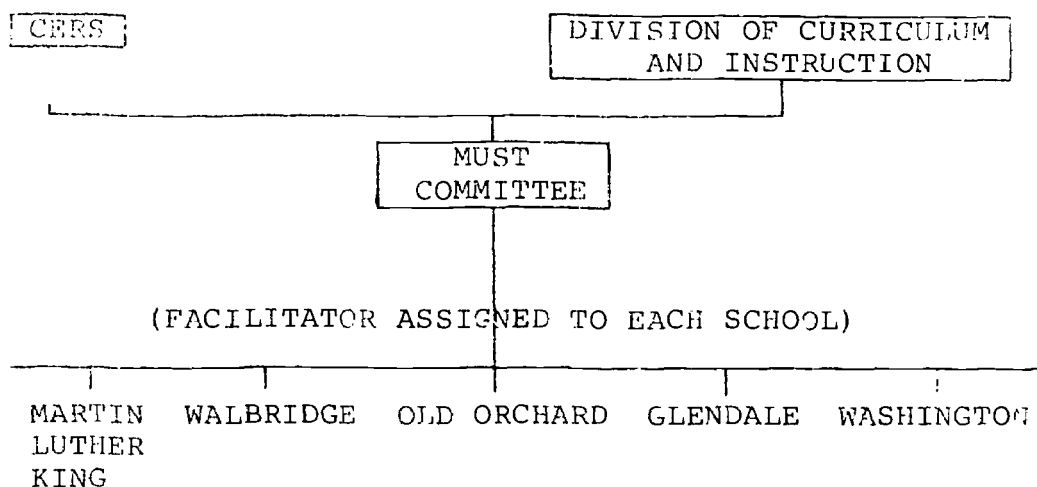 CERS
DIVISION OF CURRICULUM
AND INSTRUCTION
MUST
COMMITTEE
(FACILITATOR ASSIGNED TO EACH SCHOOL)
MARTIN
LUTHER
KING
WALBRIDGE
OLD ORCHARD
GLENDALE
WASHINGTON